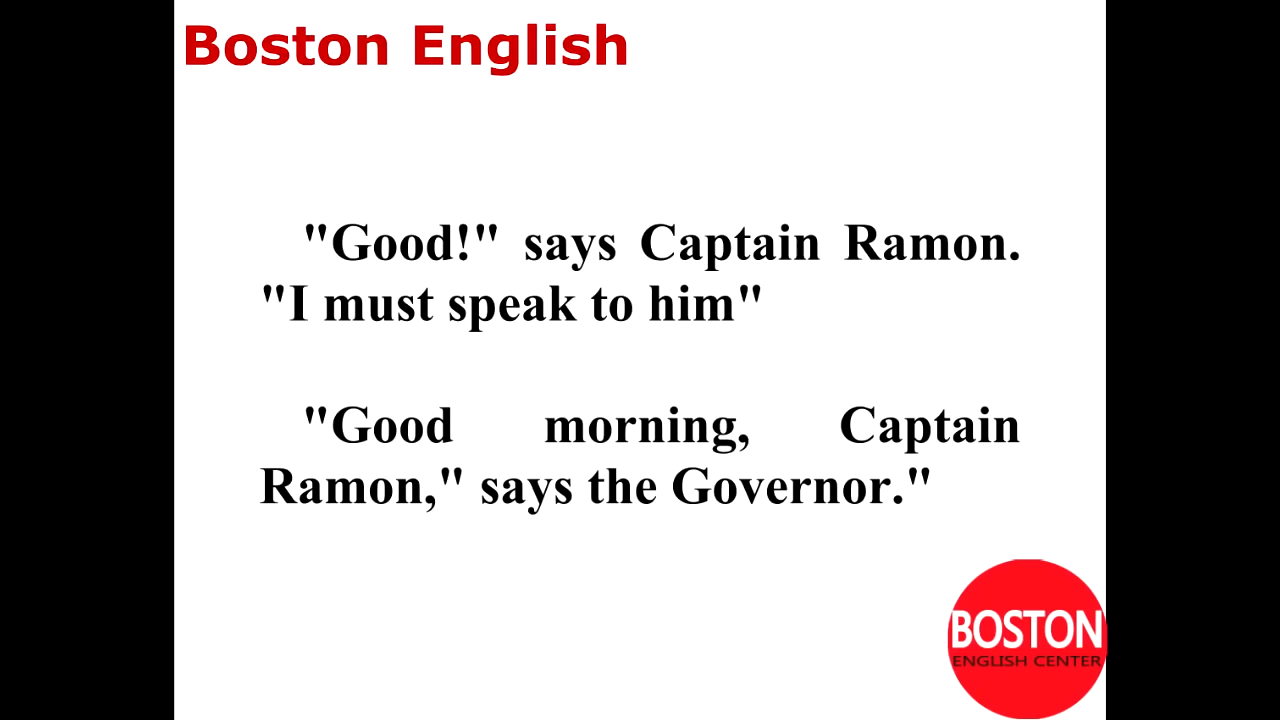 Boston English
"Good!" says Captain Ramon.
"I must speak to him"
"Good morning, Captain
Ramon," says the Governor."
BOSTON
ENGLISH CENTER